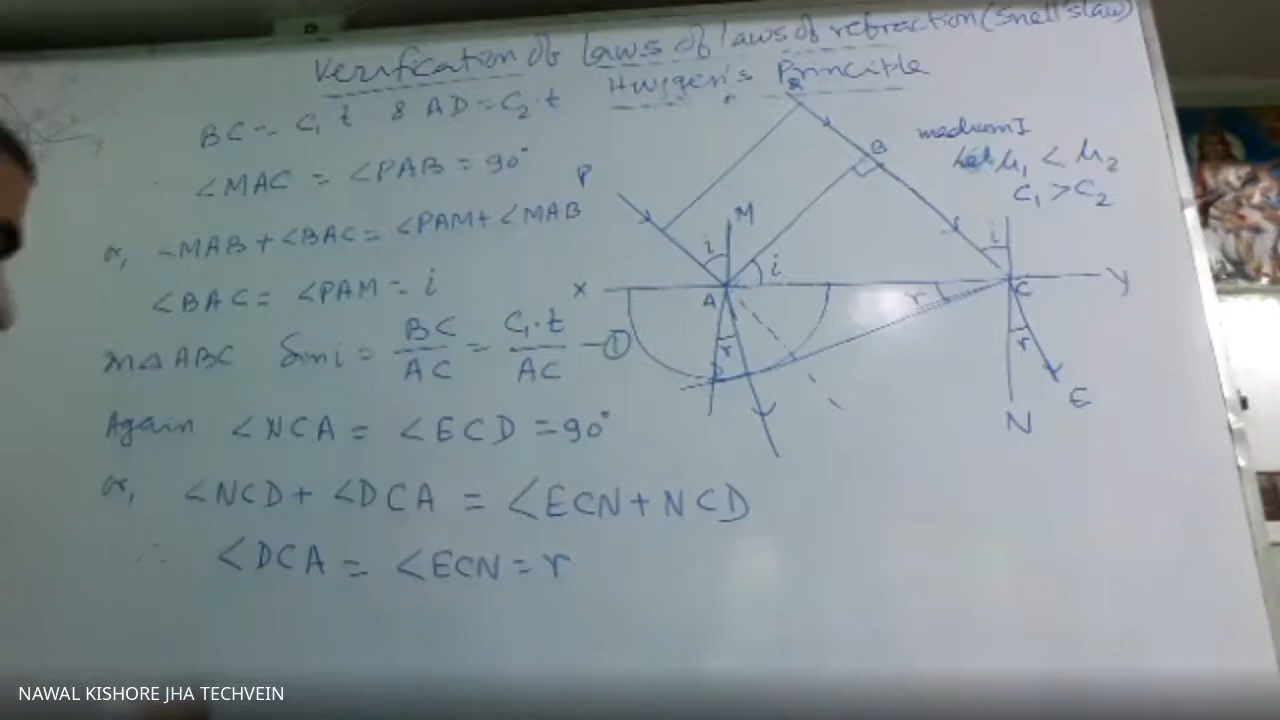 Verification of Laws of laws of refraction (Snell's law)
Huygen's Principle
BC = C₁ t & AD = C₂·t
∠MAC = ∠PAB = 90°
or, ∠MAB + ∠BAC = ∠PAM + ∠MAB
∠BAC = ∠PAM = i
In △ ABC Sin i = BC/AC = C₁·t/AC —①
Again ∠NCA = ∠ECD = 90°
or, ∠NCD + ∠DCA = ∠ECN + NCD
∴ ∠DCA = ∠ECN = r
medium I
Let μ₁ < μ₂
C₁ > C₂
P
B
M
i
i
i
X
A
r
C
Y
r
r
D
E
N
NAWAL KISHORE JHA TECHVEIN